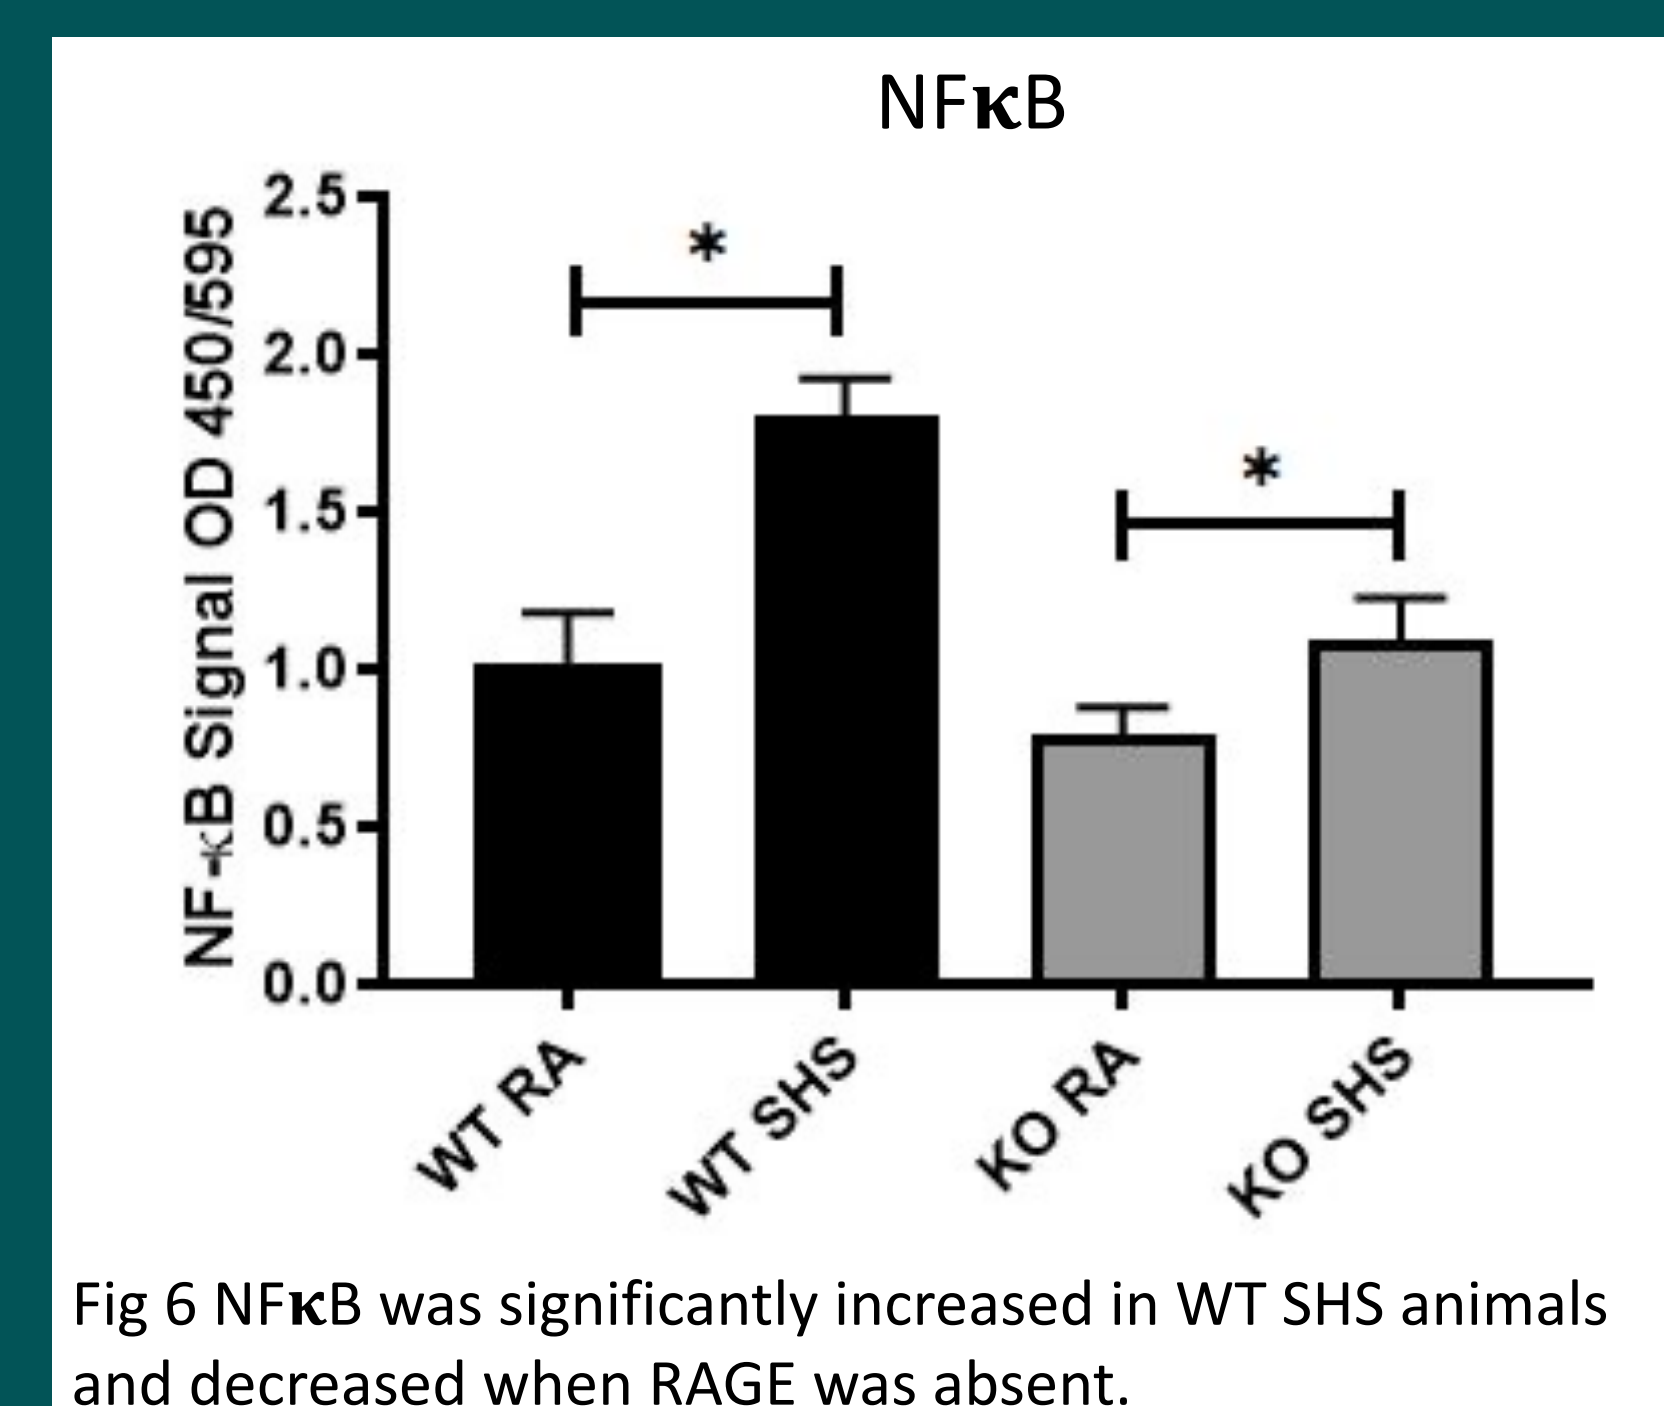 NFκB
NF-κB Signal OD 450/595
2.5
2.0
1.5
1.0
0.5
0.0
*
*
WT RA
WT SHS
KO RA
KO SHS
Fig 6 NFκB was significantly increased in WT SHS animals
and decreased when RAGE was absent.